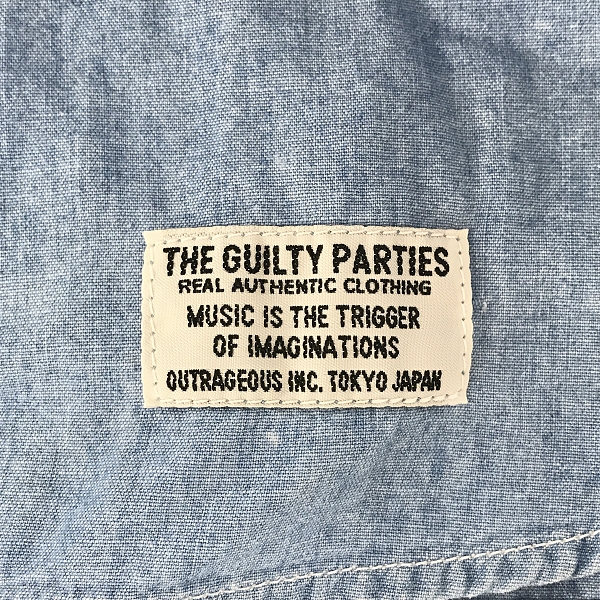 THE GUILTY PARTIES
REAL AUTHENTIC CLOTHING
MUSIC IS THE TRIGGER
OF IMAGINATIONS
OUTRAGEOUS INC. TOKYO JAPAN